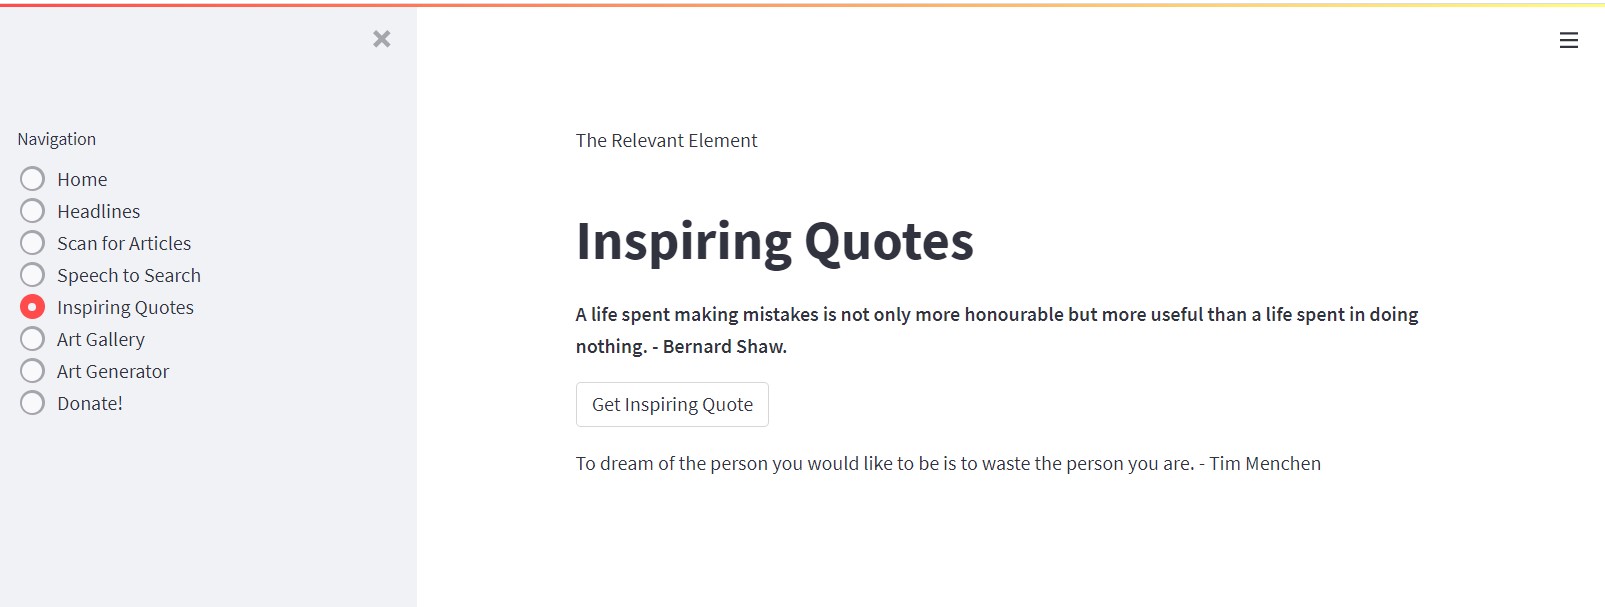 Navigation
Home
Headlines
Scan for Articles
Speech to Search
Inspiring Quotes
Art Gallery
Art Generator
Donate!
The Relevant Element
Inspiring Quotes
A life spent making mistakes is not only more honourable but more useful than a life spent in doing
nothing. - Bernard Shaw.
Get Inspiring Quote
To dream of the person you would like to be is to waste the person you are. - Tim Menchen